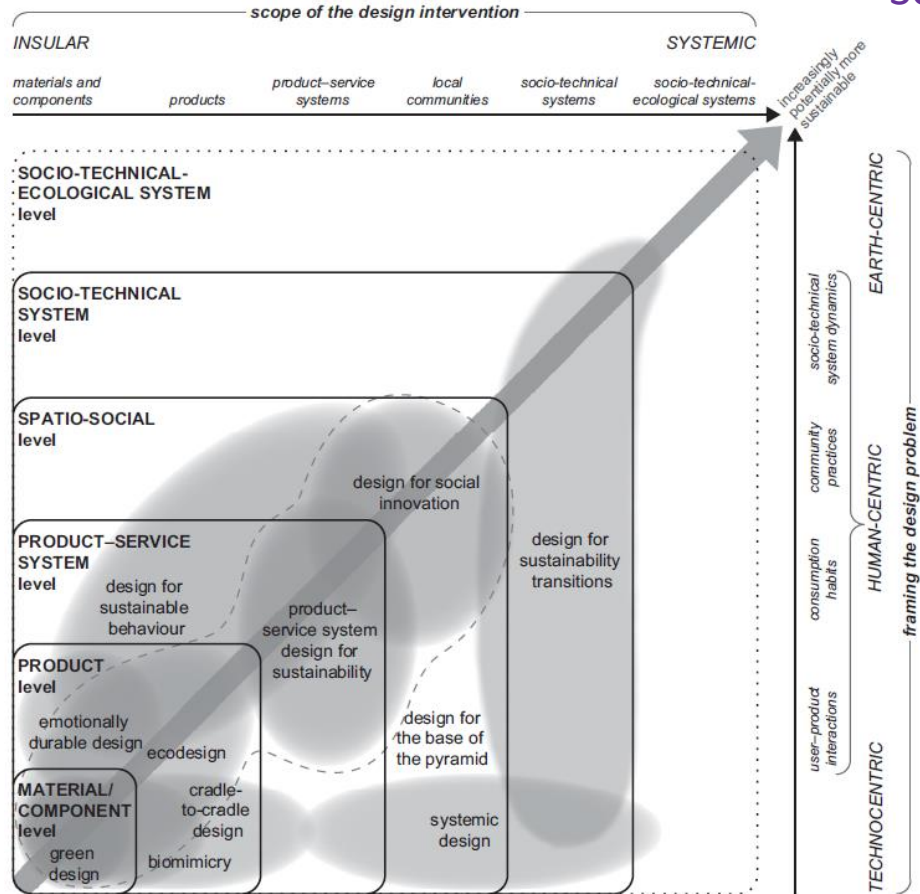 scope of the design intervention
INSULAR
SYSTEMIC
materials and
components
products
product–service
systems
local
communities
socio-technical
systems
socio-technical-
ecological systems
increasingly
potentially more
sustainable
SOCIO-TECHNICAL-
ECOLOGICAL SYSTEM
level
SOCIO-TECHNICAL
SYSTEM
level
SPATIO-SOCIAL
level
design for social
innovation
PRODUCT–SERVICE
SYSTEM
level
design for
sustainable
behaviour
product–
service system
design for
sustainability
design for
sustainability
transitions
PRODUCT
level
emotionally
durable design
ecodesign
design for
the base of
the pyramid
MATERIAL/
COMPONENT
level
green
design
cradle-
to-cradle
design
biomimicry
systemic
design
socio-technical
system dynamics
community
practices
consumption
habits
user–product
interactions
EARTH-CENTRIC
HUMAN-CENTRIC
TECHNOCENTRIC
framing the design problem